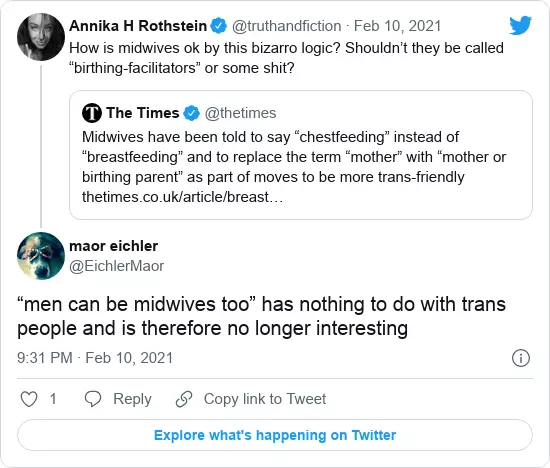 Annika H Rothstein @truthandfiction · Feb 10, 2021
How is midwives ok by this bizarro logic? Shouldn’t they be called
“birthing-facilitators” or some shit?
The Times @thetimes
Midwives have been told to say “chestfeeding” instead of
“breastfeeding” and to replace the term “mother” with “mother or
birthing parent” as part of moves to be more trans-friendly
thetimes.co.uk/article/breast…
maor eichler
@EichlerMaor
“men can be midwives too” has nothing to do with trans
people and is therefore no longer interesting
9:31 PM · Feb 10, 2021
1 Reply Copy link to Tweet
Explore what's happening on Twitter